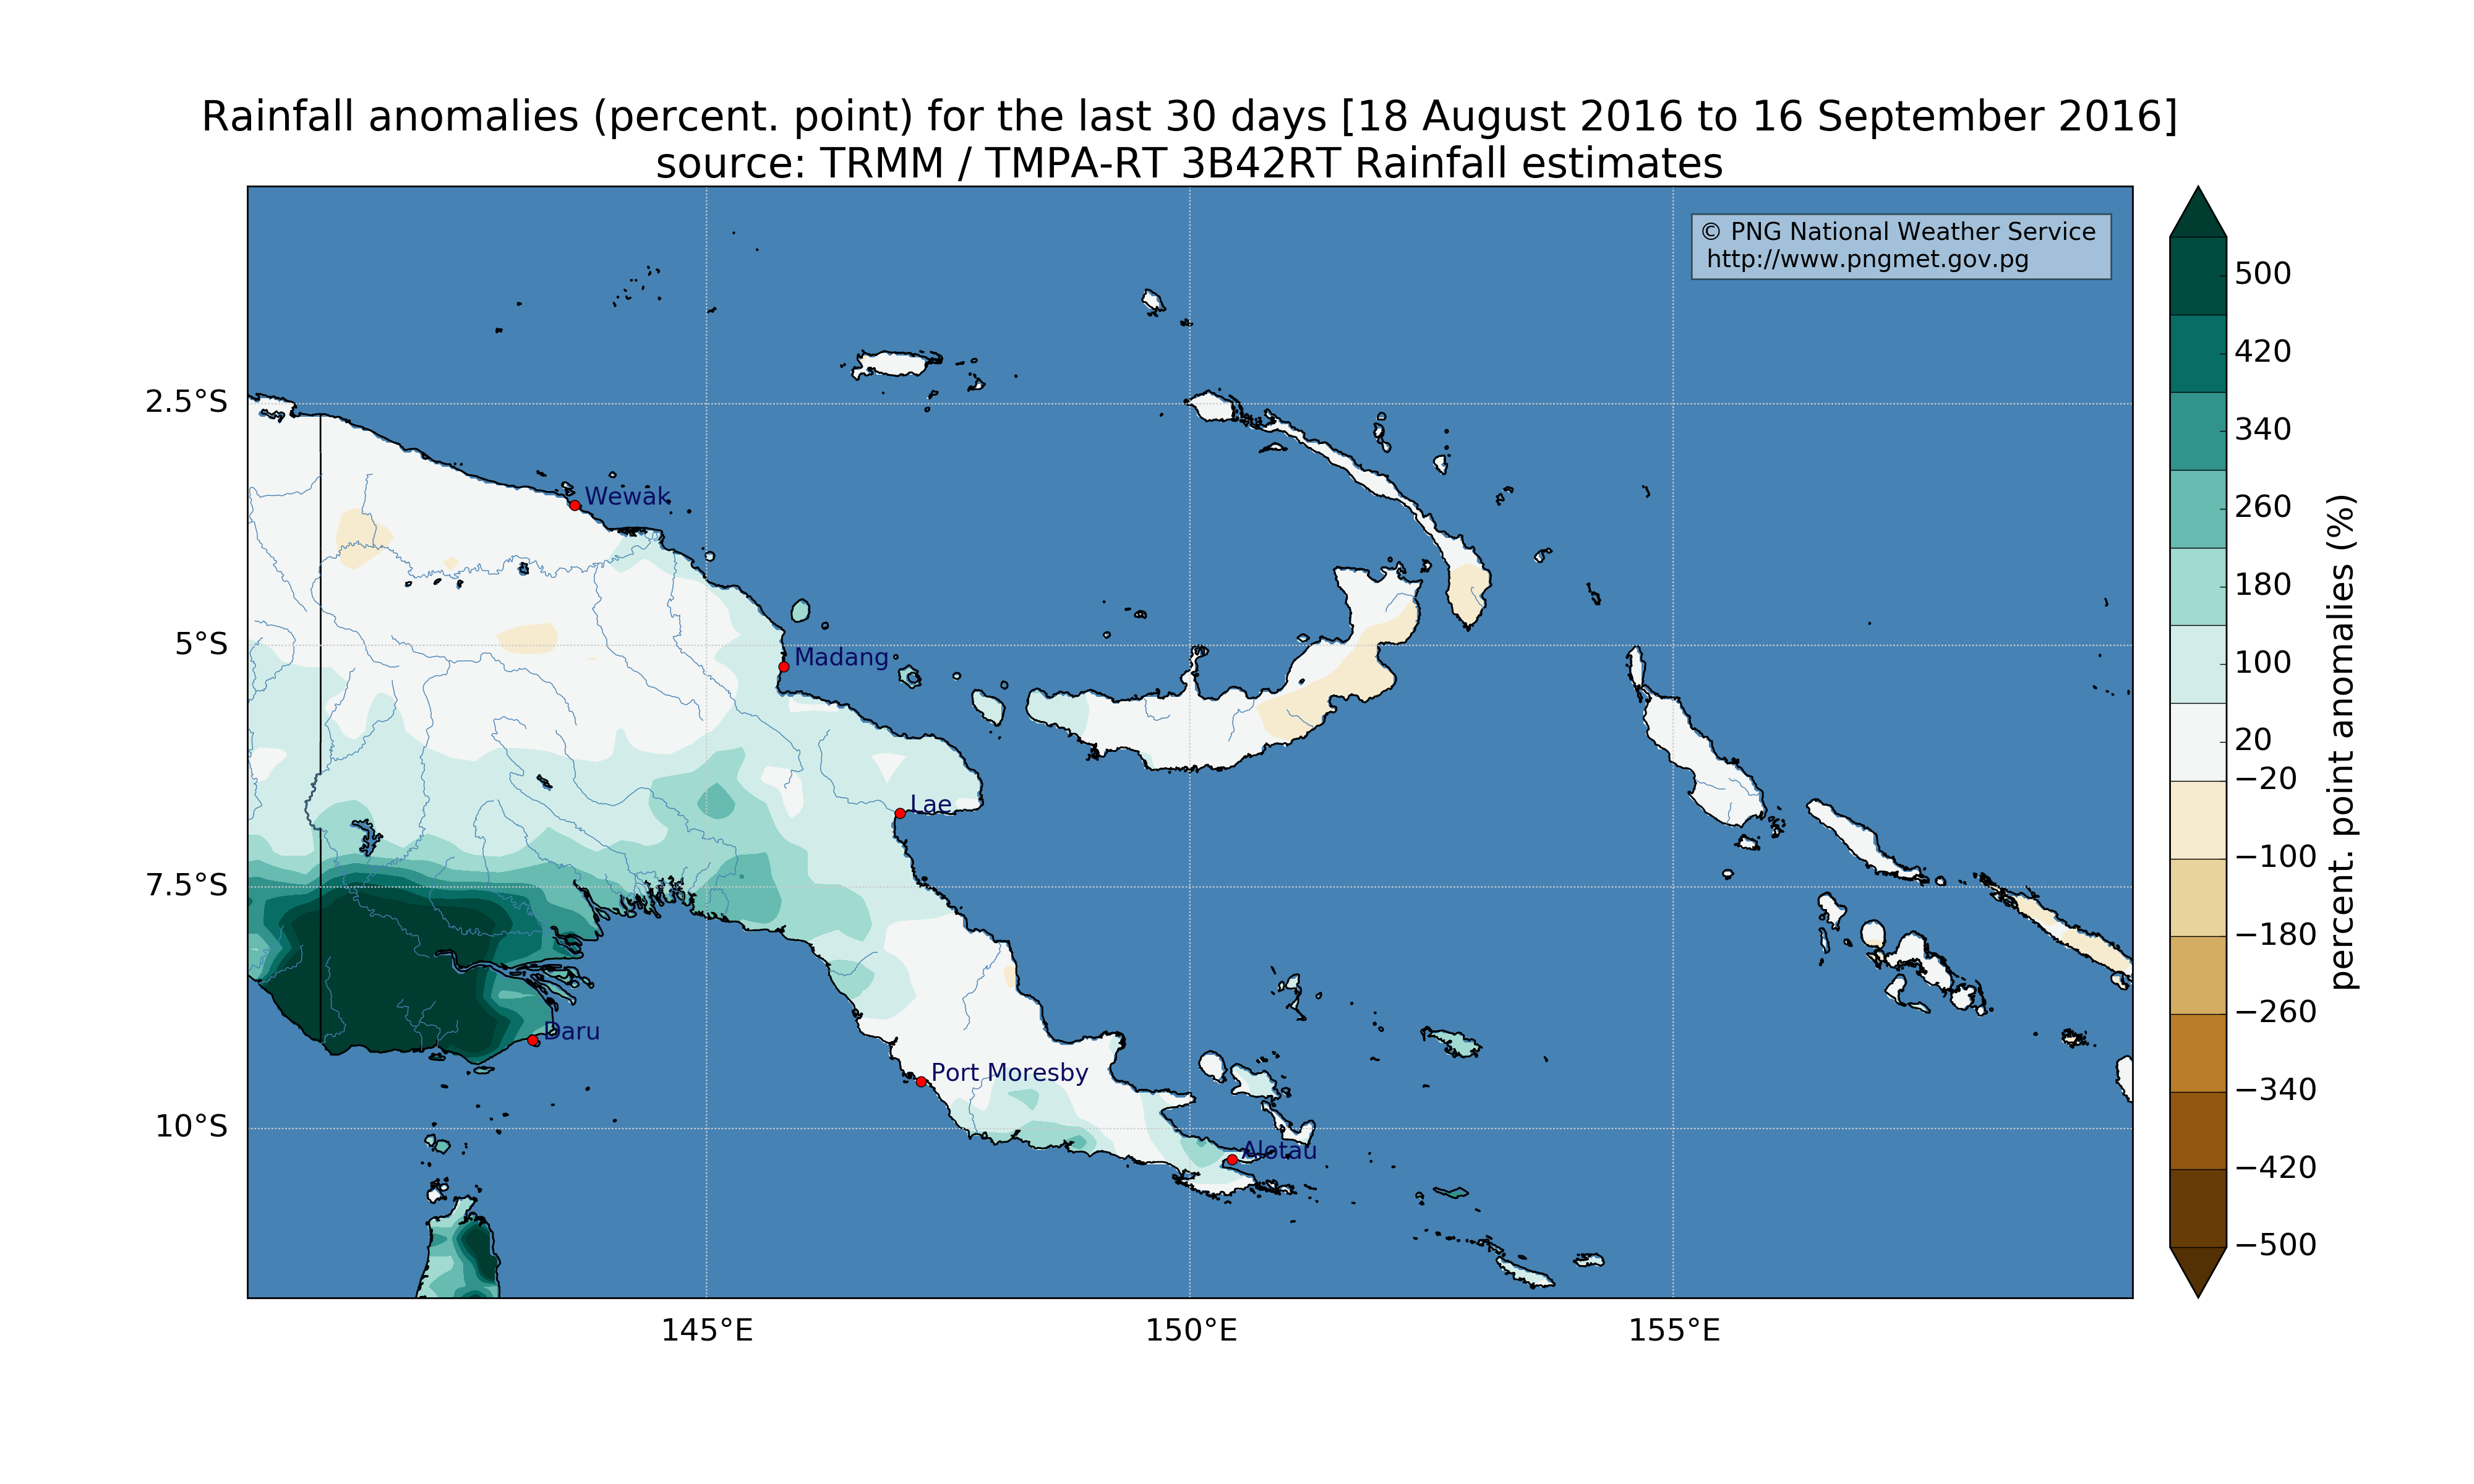 Rainfall anomalies (percent. point) for the last 30 days [18 August 2016 to 16 September 2016]
source: TRMM / TMPA-RT 3B42RT Rainfall estimates
© PNG National Weather Service
http://www.pngmet.gov.pg
2.5°S
5°S
7.5°S
10°S
Wewak
Madang
Lae
Daru
Port Moresby
Alotau
145°E
150°E
155°E
500
420
340
260
180
100
20
−20
−100
−180
−260
−340
−420
−500
percent. point anomalies (%)